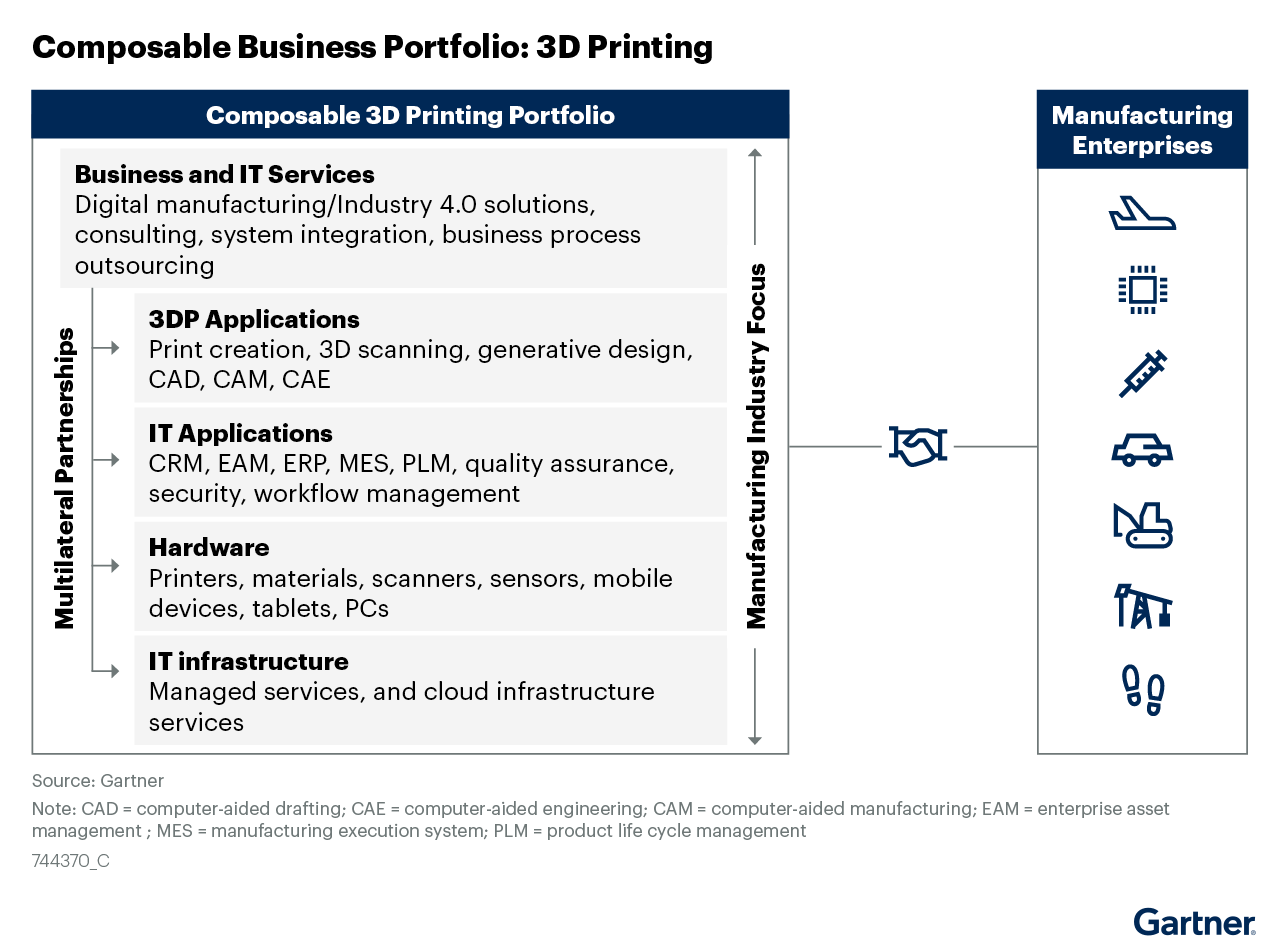 Composable Business Portfolio: 3D Printing
Composable 3D Printing Portfolio
Business and IT Services
Digital manufacturing/Industry 4.0 solutions,
consulting, system integration, business process
outsourcing
3DP Applications
Print creation, 3D scanning, generative design,
CAD, CAM, CAE
IT Applications
CRM, EAM, ERP, MES, PLM, quality assurance,
security, workflow management
Hardware
Printers, materials, scanners, sensors, mobile
devices, tablets, PCs
IT infrastructure
Managed services, and cloud infrastructure
services
Multilateral Partnerships
Manufacturing Industry Focus
Manufacturing
Enterprises
Source: Gartner
Note: CAD = computer-aided drafting; CAE = computer-aided engineering; CAM = computer-aided manufacturing; EAM = enterprise asset
management ; MES = manufacturing execution system; PLM = product life cycle management
744370_C
Gartner®